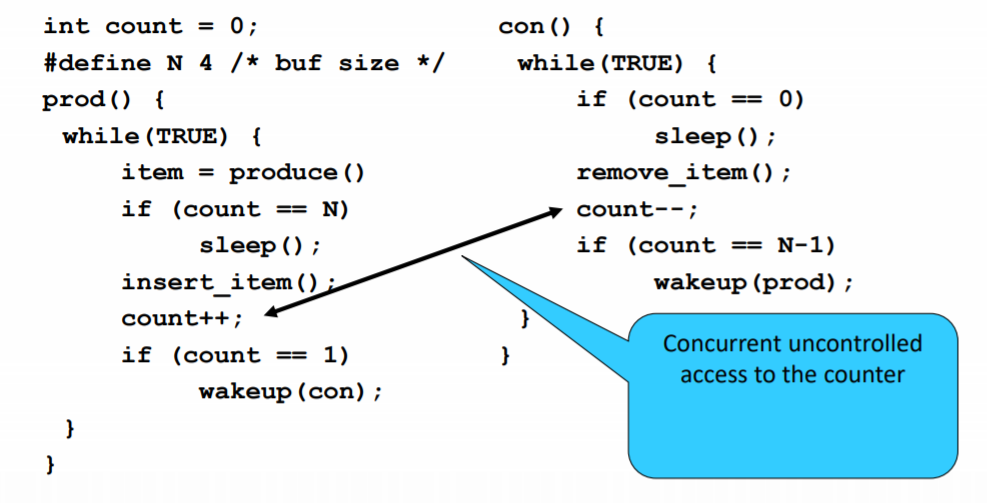 int count = 0;
#define N 4 /* buf size */
prod() {
while(TRUE) {
item = produce()
if (count == N)
sleep();
insert_item();
count++;
if (count == 1)
wakeup(con);
}
}
con() {
while(TRUE) {
if (count == 0)
sleep();
remove_item();
count--;
if (count == N-1)
wakeup(prod);
}
}
Concurrent uncontrolled
access to the counter